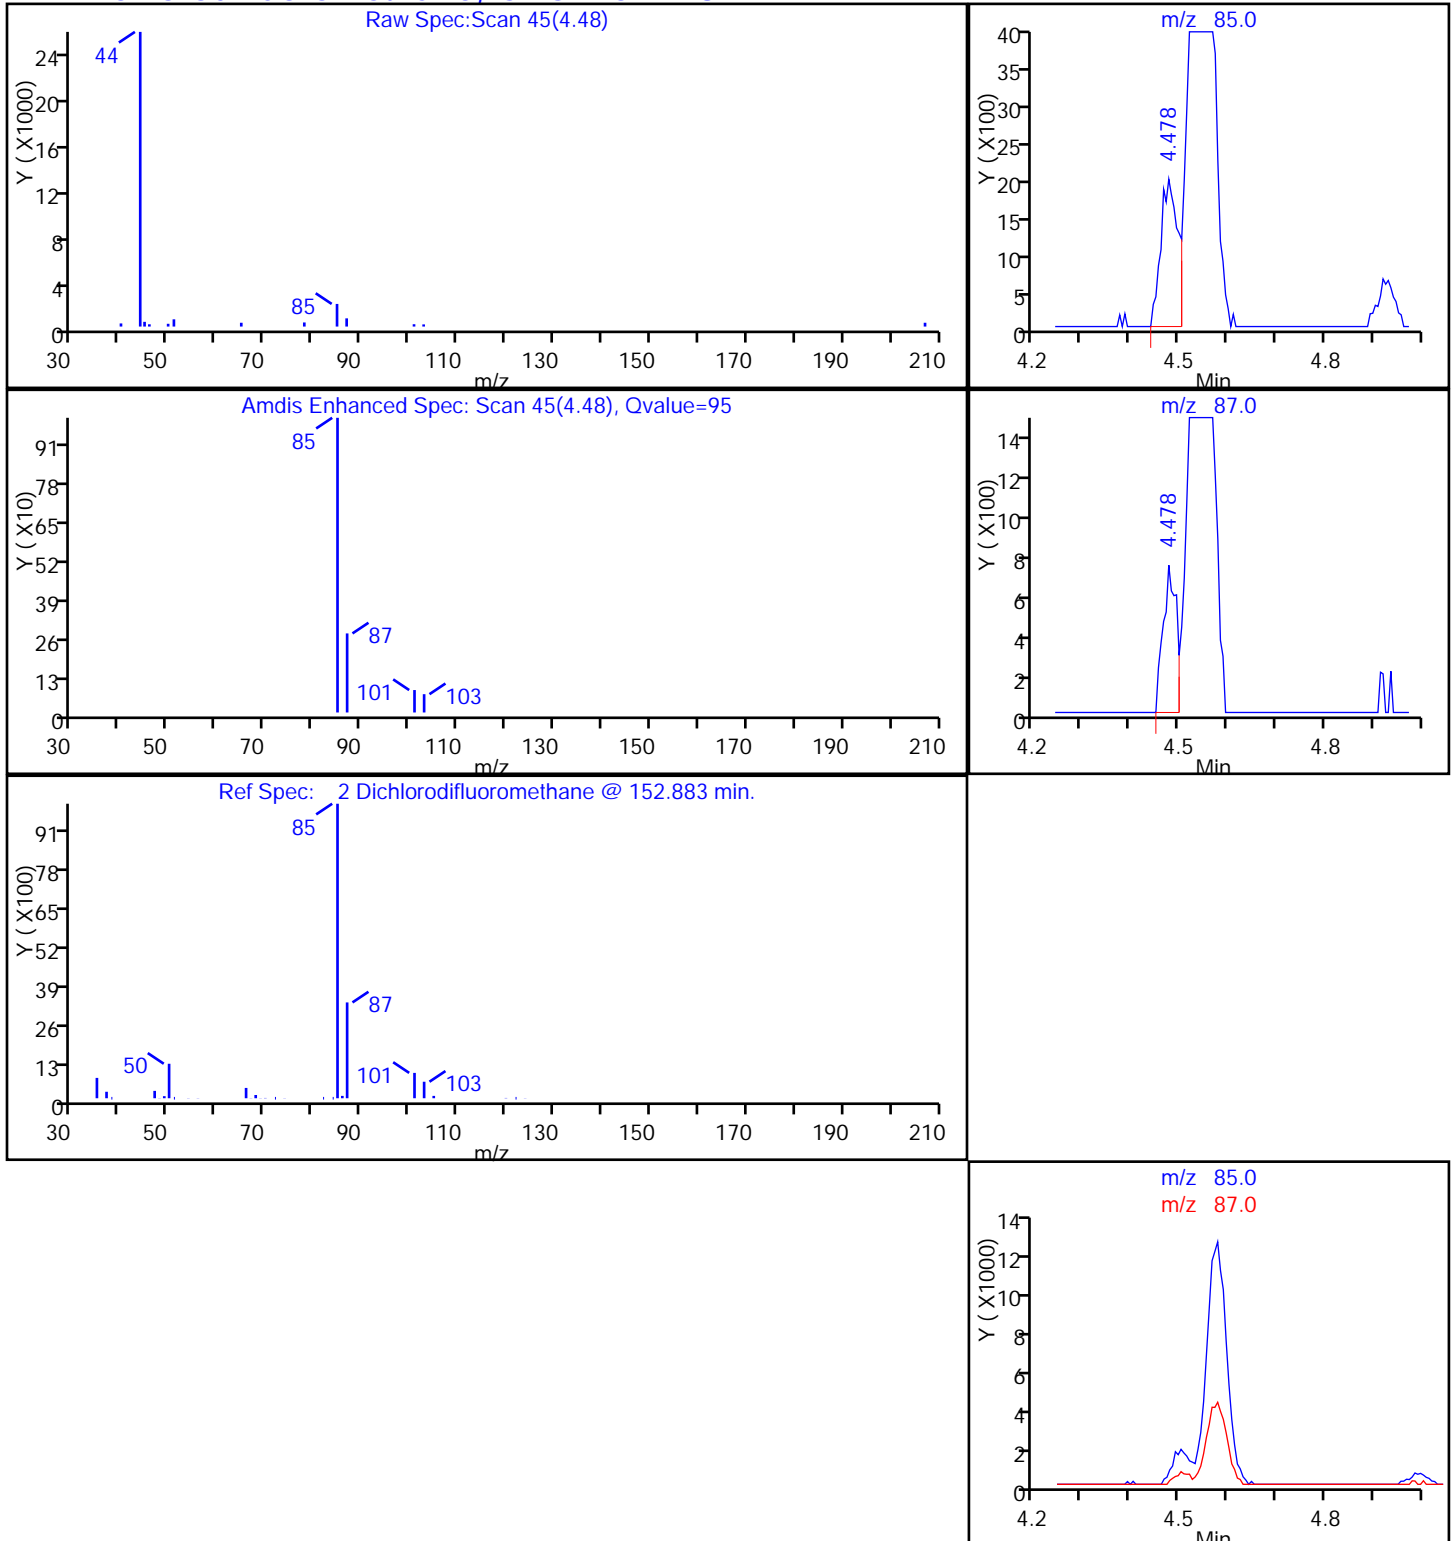 Raw Spec:Scan 45(4.48)
Y ( X1000)
24
20
16
12
8
4
0
44
85
30 50 70 90 110 130 150 170 190 210
m/z
m/z 85.0
Y ( X100)
40
35
30
25
20
15
10
5
0
4.478
4.2 4.5 4.8
Min
Amdis Enhanced Spec: Scan 45(4.48), Qvalue=95
Y ( X10)
91
78
65
52
39
26
13
0
85
87
101
103
30 50 70 90 110 130 150 170 190 210
m/z
m/z 87.0
Y ( X100)
14
12
10
8
6
4
2
0
4.478
4.2 4.5 4.8
Min
Ref Spec: 2 Dichlorodifluoromethane @ 152.883 min.
Y ( X100)
91
78
65
52
39
26
13
0
85
87
50
101
103
30 50 70 90 110 130 150 170 190 210
m/z
m/z 85.0
m/z 87.0
Y ( X1000)
14
12
10
8
6
4
2
0
4.2 4.5 4.8
Min